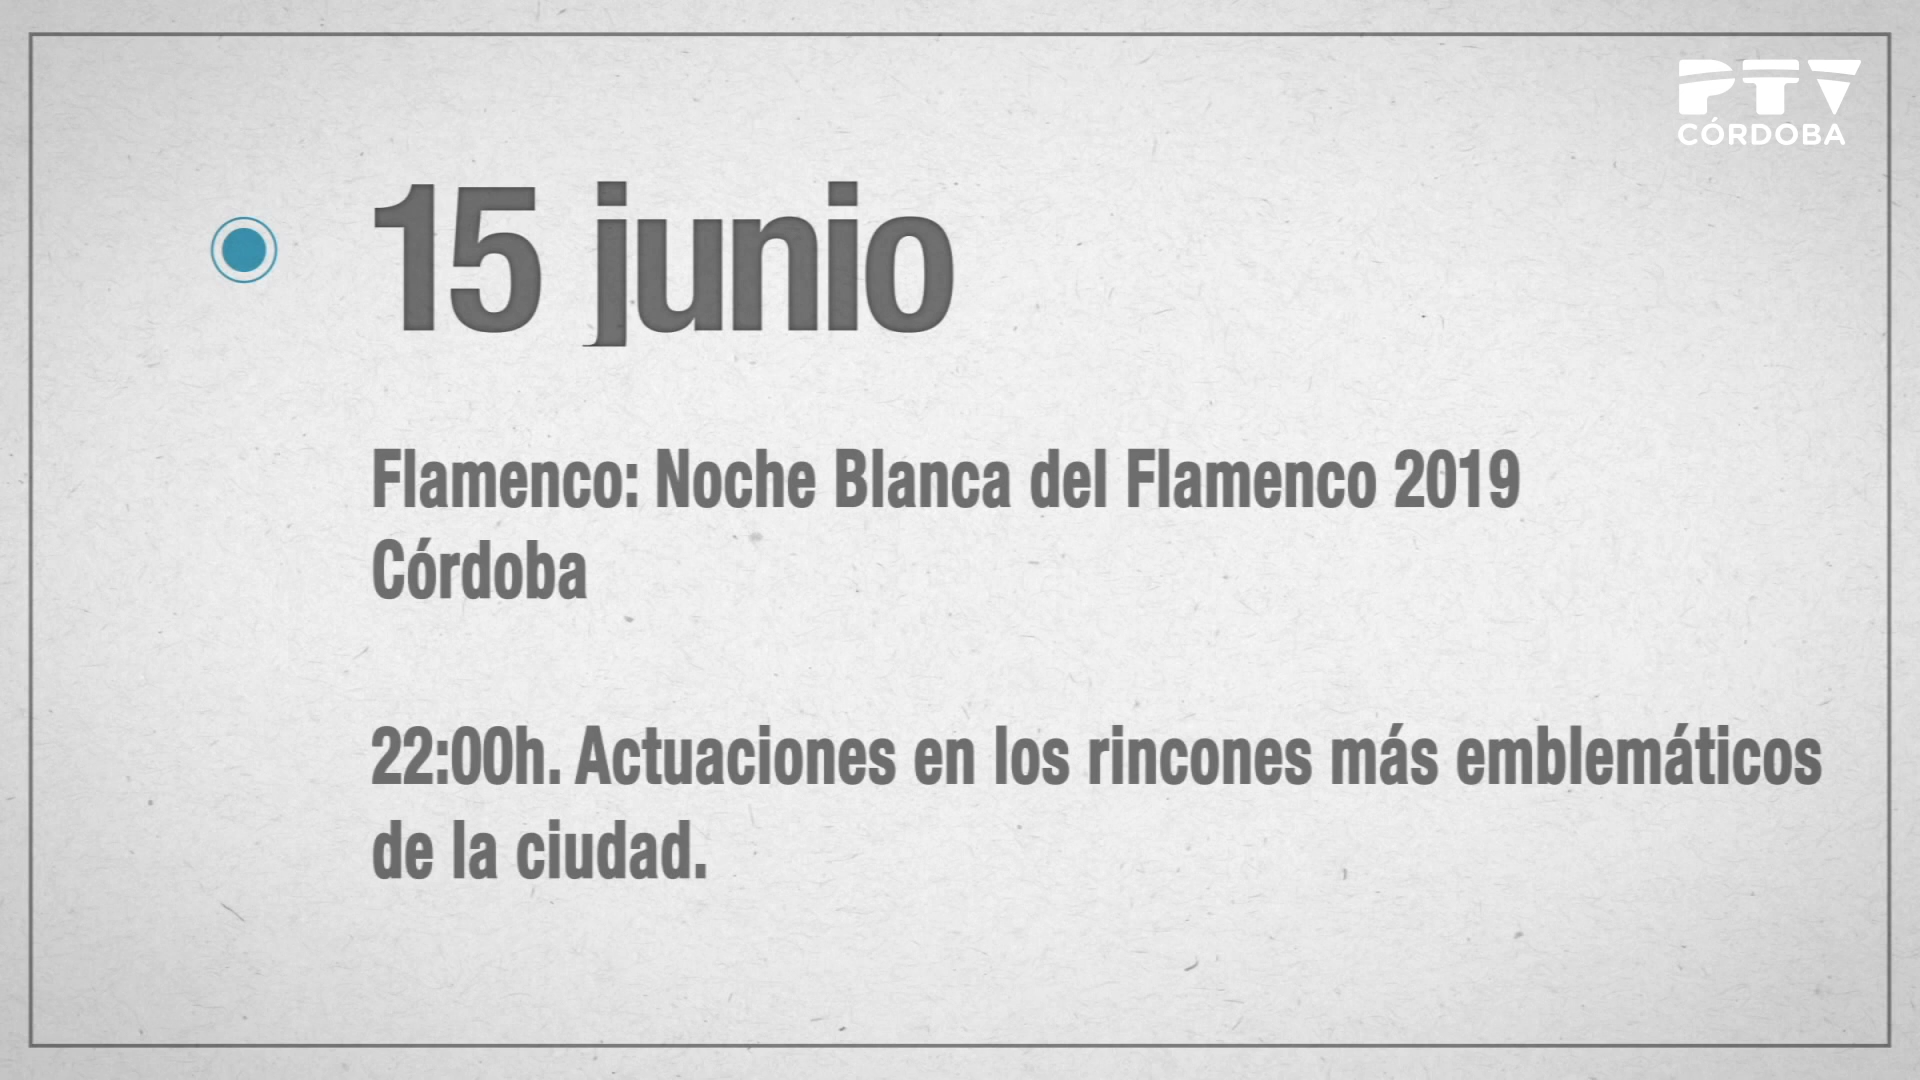 PTV
CÓRDOBA
15 junio
Flamenco: Noche Blanca del Flamenco 2019
Córdoba
22:00h. Actuaciones en los rincones más emblemáticos
de la ciudad.